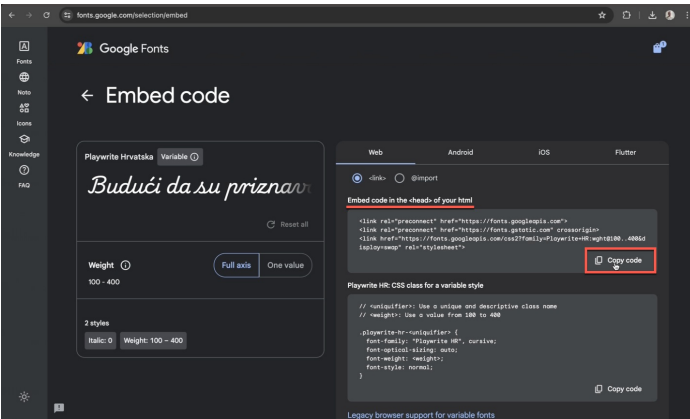 fonts.google.com/selection/embed
Google Fonts
Fonts
Noto
Icons
Knowledge
FAQ
Embed code
Playwrite Hrvatska Variable
Budući da su priznav
Reset all
Weight
Full axis One value
100 - 400
2 styles
Italic: 0 Weight: 100 – 400
Web Android iOS Flutter
<link> @import
Embed code in the <head> of your html
<link rel="preconnect" href="https://fonts.googleapis.com">
<link rel="preconnect" href="https://fonts.gstatic.com" crossorigin>
<link href="https://fonts.googleapis.com/css2?family=Playwrite+HR:wght@100..400&d
isplay=swap" rel="stylesheet">
Copy code
Playwrite HR: CSS class for a variable style
// <uniquifier>: Use a unique and descriptive class name
// <weight>: Use a value from 100 to 400
.playwrite-hr-<uniquifier> {
font-family: "Playwrite HR", cursive;
font-optical-sizing: auto;
font-weight: <weight>;
font-style: normal;
}
Copy code
Legacy browser support for variable fonts